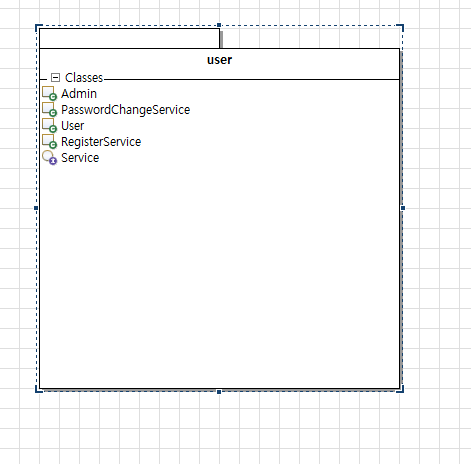 user
Classes
Admin
PasswordChangeService
User
RegisterService
Service